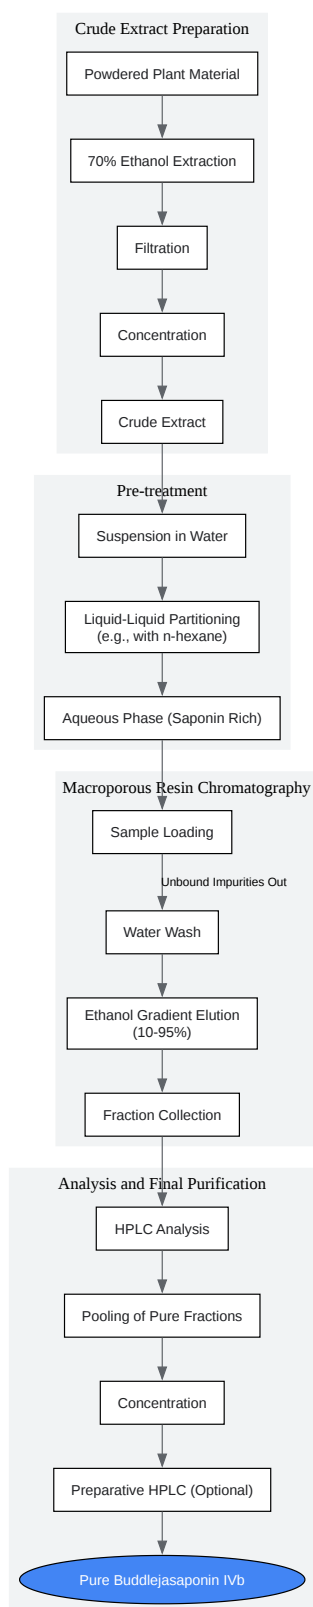 Crude Extract Preparation
Powdered Plant Material
70% Ethanol Extraction
Filtration
Concentration
Crude Extract
Pre-treatment
Suspension in Water
Liquid-Liquid Partitioning
(e.g., with n-hexane)
Aqueous Phase (Saponin Rich)
Macroporous Resin Chromatography
Sample Loading
Unbound Impurities Out
Water Wash
Ethanol Gradient Elution
(10-95%)
Fraction Collection
Analysis and Final Purification
HPLC Analysis
Pooling of Pure Fractions
Concentration
Preparative HPLC (Optional)
Pure Buddlejasaponin IVb